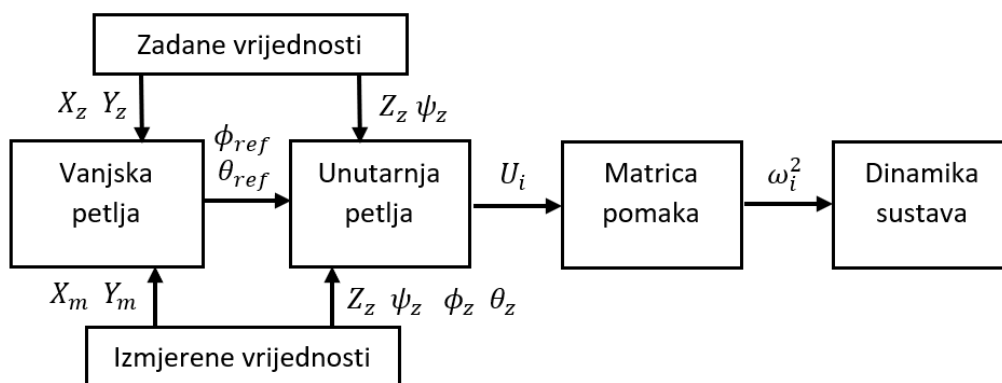 Zadane vrijednosti
X_z Y_z
Z_z ψ_z
Vanjska
petlja
ϕ_ref
θ_ref
Unutarnja
petlja
U_i
Matrica
pomaka
ω_i^2
Dinamika
sustava
X_m Y_m
Z_z ψ_z ϕ_z θ_z
Izmjerene vrijednosti